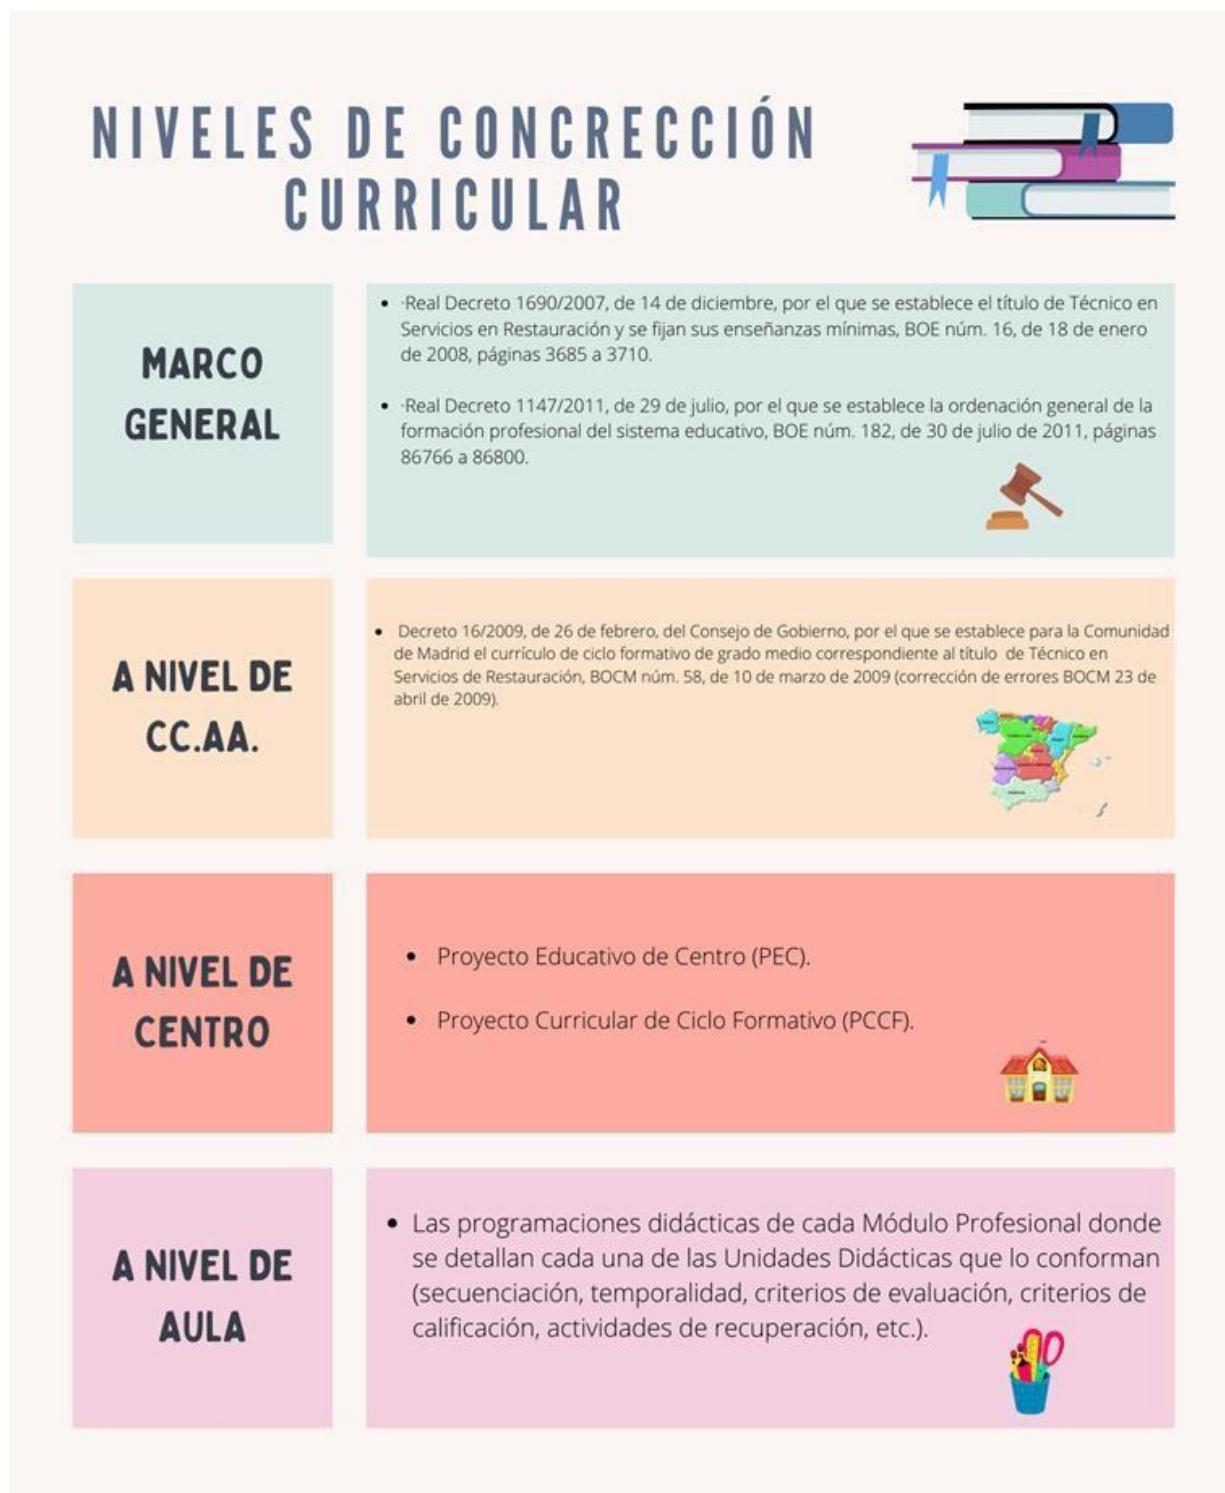 NIVELES DE CONCRECCIÓN
CURRICULAR
MARCO
GENERAL
• ·Real Decreto 1690/2007, de 14 de diciembre, por el que se establece el título de Técnico en
Servicios en Restauración y se fijan sus enseñanzas mínimas, BOE núm. 16, de 18 de enero
de 2008, páginas 3685 a 3710.
• ·Real Decreto 1147/2011, de 29 de julio, por el que se establece la ordenación general de la
formación profesional del sistema educativo, BOE núm. 182, de 30 de julio de 2011, páginas
86766 a 86800.
A NIVEL DE
CC.AA.
• Decreto 16/2009, de 26 de febrero, del Consejo de Gobierno, por el que se establece para la Comunidad
de Madrid el currículo de ciclo formativo de grado medio correspondiente al título de Técnico en
Servicios de Restauración, BOCM núm. 58, de 10 de marzo de 2009 (corrección de errores BOCM 23 de
abril de 2009).
A NIVEL DE
CENTRO
• Proyecto Educativo de Centro (PEC).
• Proyecto Curricular de Ciclo Formativo (PCCF).
A NIVEL DE
AULA
• Las programaciones didácticas de cada Módulo Profesional donde
se detallan cada una de las Unidades Didácticas que lo conforman
(secuenciación, temporalidad, criterios de evaluación, criterios de
calificación, actividades de recuperación, etc.).